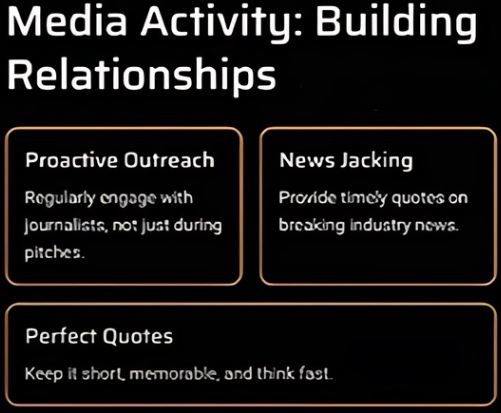 Media Activity: Building
Relationships
Proactive Outreach
Regularly engage with
journalists, not just during
pitches.
News Jacking
Provide timely quotes on
breaking industry news.
Perfect Quotes
Keep it short, memorable, and think fast.